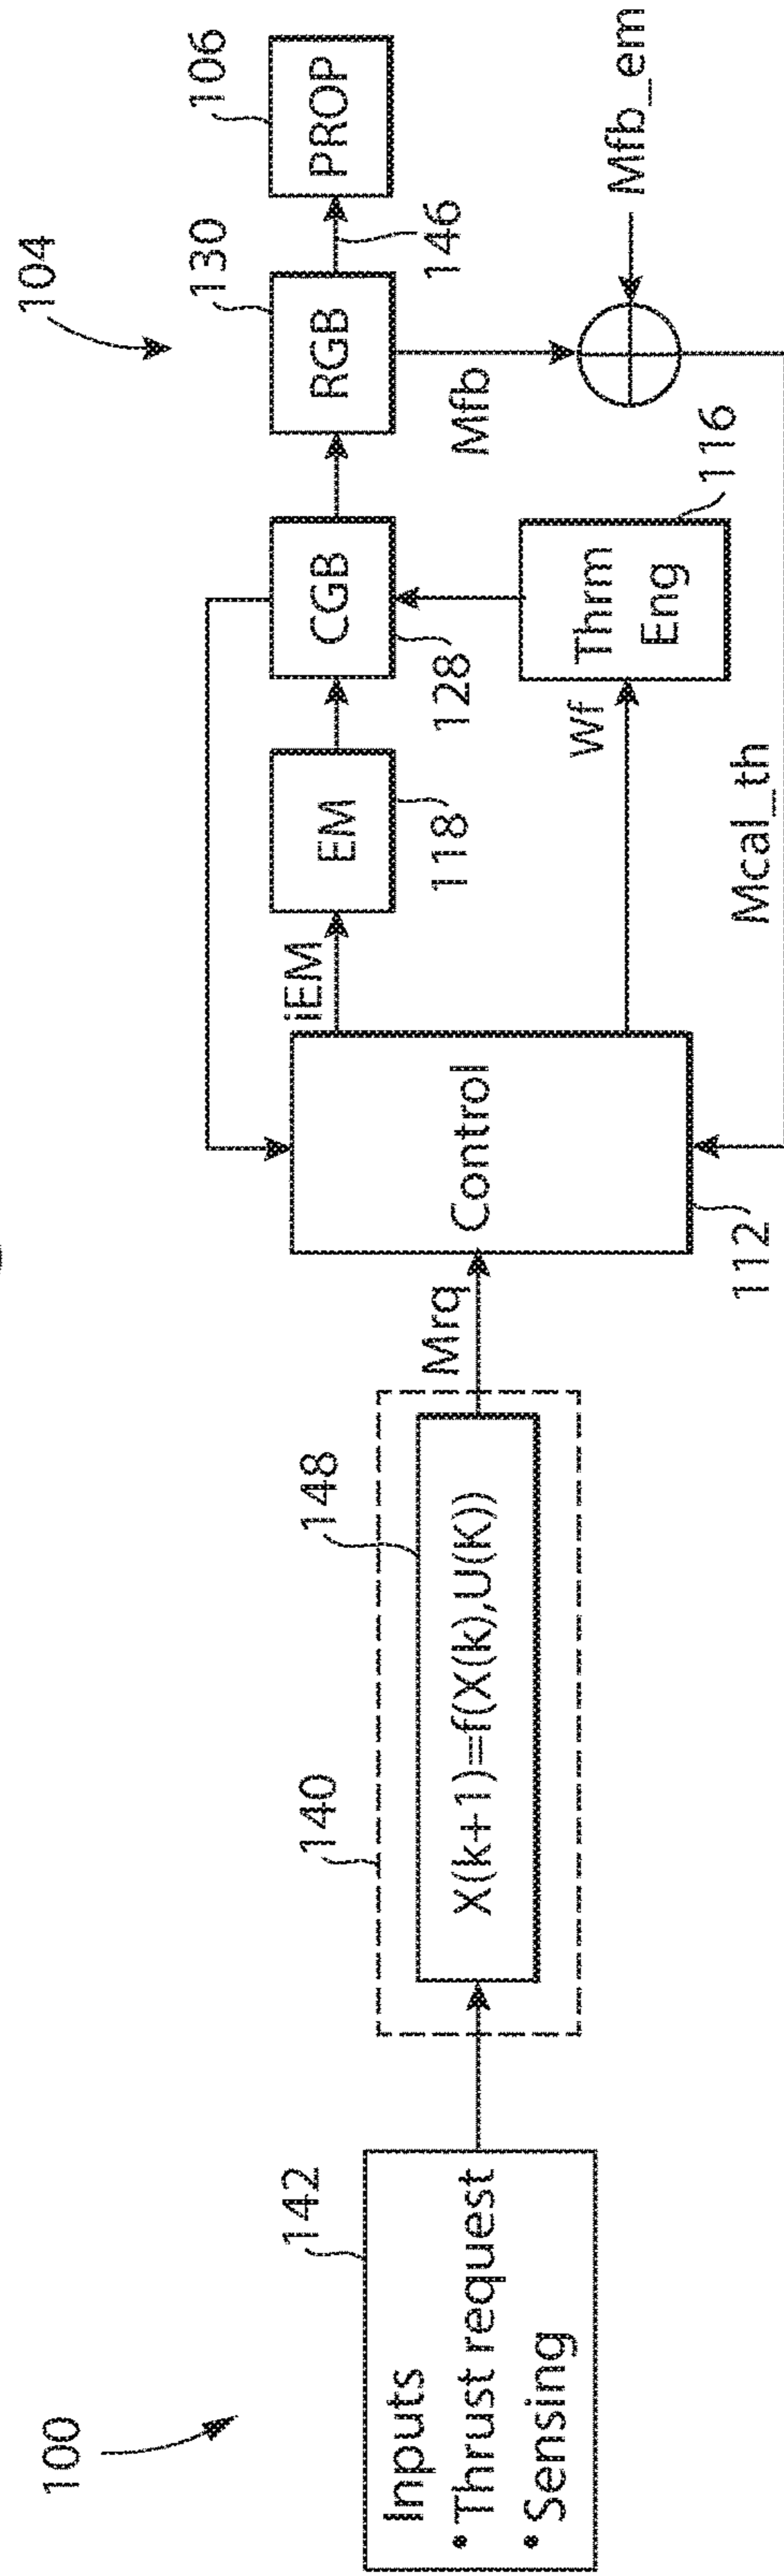 100
142
Inputs
• Thrust request
• Sensing
140
148
X(k+1)=f(X(k),U(K))
Mrq
Control
112
iEM
EM
118
Wf
Thrm
Eng
116
CGB
128
104
RGB
130
146
PROP
106
Mfb
Mfb_em
Mcal_th